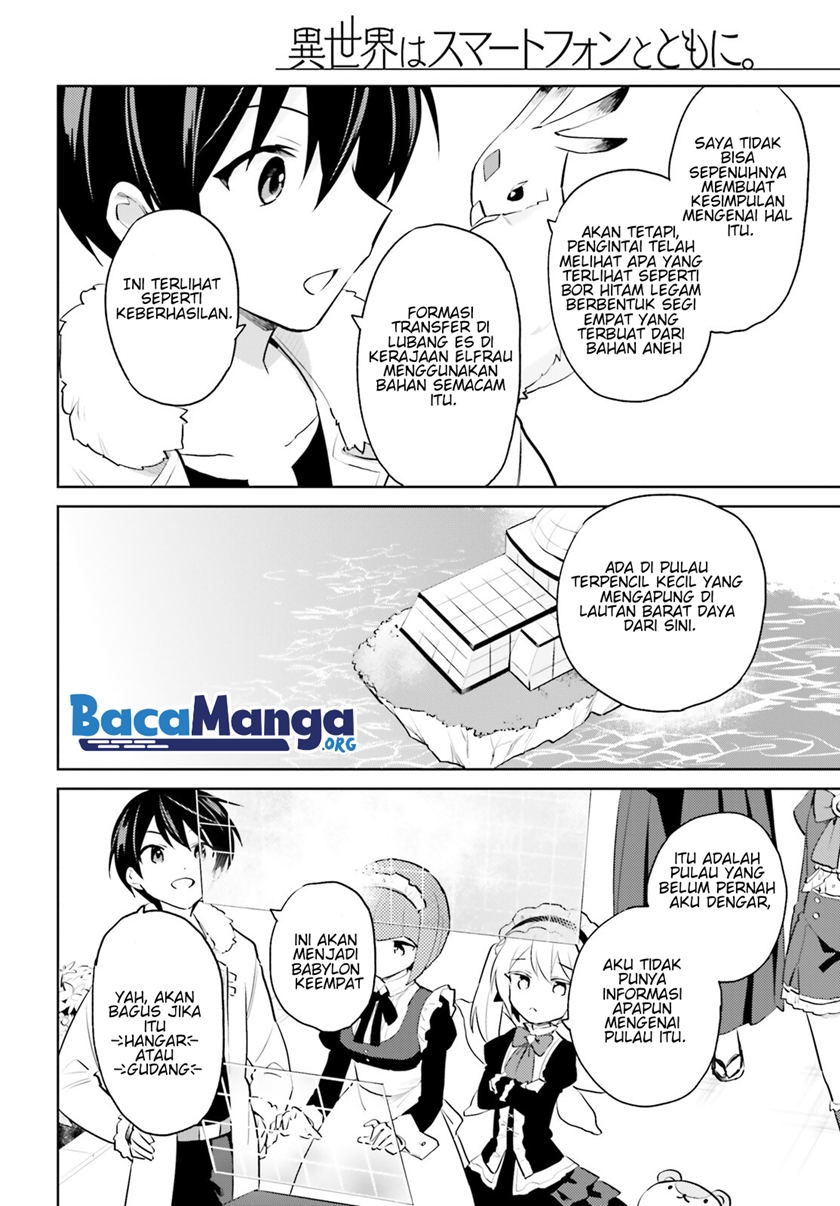 異世界はスマートフォンとともに。
SAYA TIDAK
BISA
SEPENUHNYA
MEMBUAT
KESIMPULAN
MENGENAI HAL
ITU.
AKAN TETAPI,
PENGINTAI TELAH
MELIHAT APA YANG
TERLIHAT SEPERTI
BOR HITAM LEGAM
BERBENTUK SEGI
EMPAT YANG
TERBUAT DARI
BAHAN ANEH
FORMASI
TRANSFER DI
LUBANG ES DI
KERAJAAN ELFRAU
MENGGUNAKAN
BAHAN SEMACAM
ITU.
INI TERLIHAT
SEPERTI
KEBERHASILAN.
ADA DI PULAU
TERPENCIL KECIL YANG
MENGAPUNG DI
LAUTAN BARAT DAYA
DARI SINI.
BACAMANGA
.ORG
ITU ADALAH
PULAU YANG
BELUM PERNAH
AKU DENGAR,
AKU TIDAK
PUNYA
INFORMASI
APAPUN
MENGENAI
PULAU ITU.
INI AKAN
MENJADI
BABYLON
KEEMPAT
YAH, AKAN
BAGUS JIKA
ITU
->HANGAR<-
ATAU
->GUDANG<-